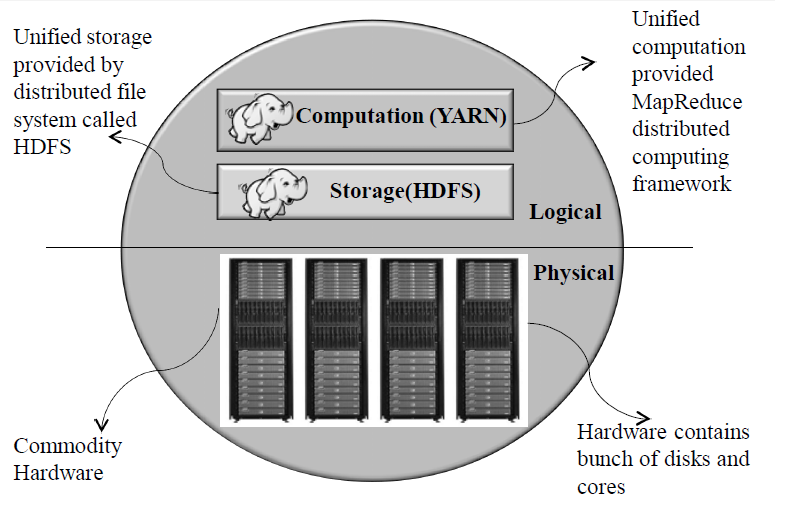 Unified storage
provided by
distributed file
system called
HDFS
Unified
computation
provided
MapReduce
distributed
computing
framework
Computation (YARN)
Storage(HDFS)
Logical
Physical
Commodity
Hardware
Hardware contains
bunch of disks and
cores